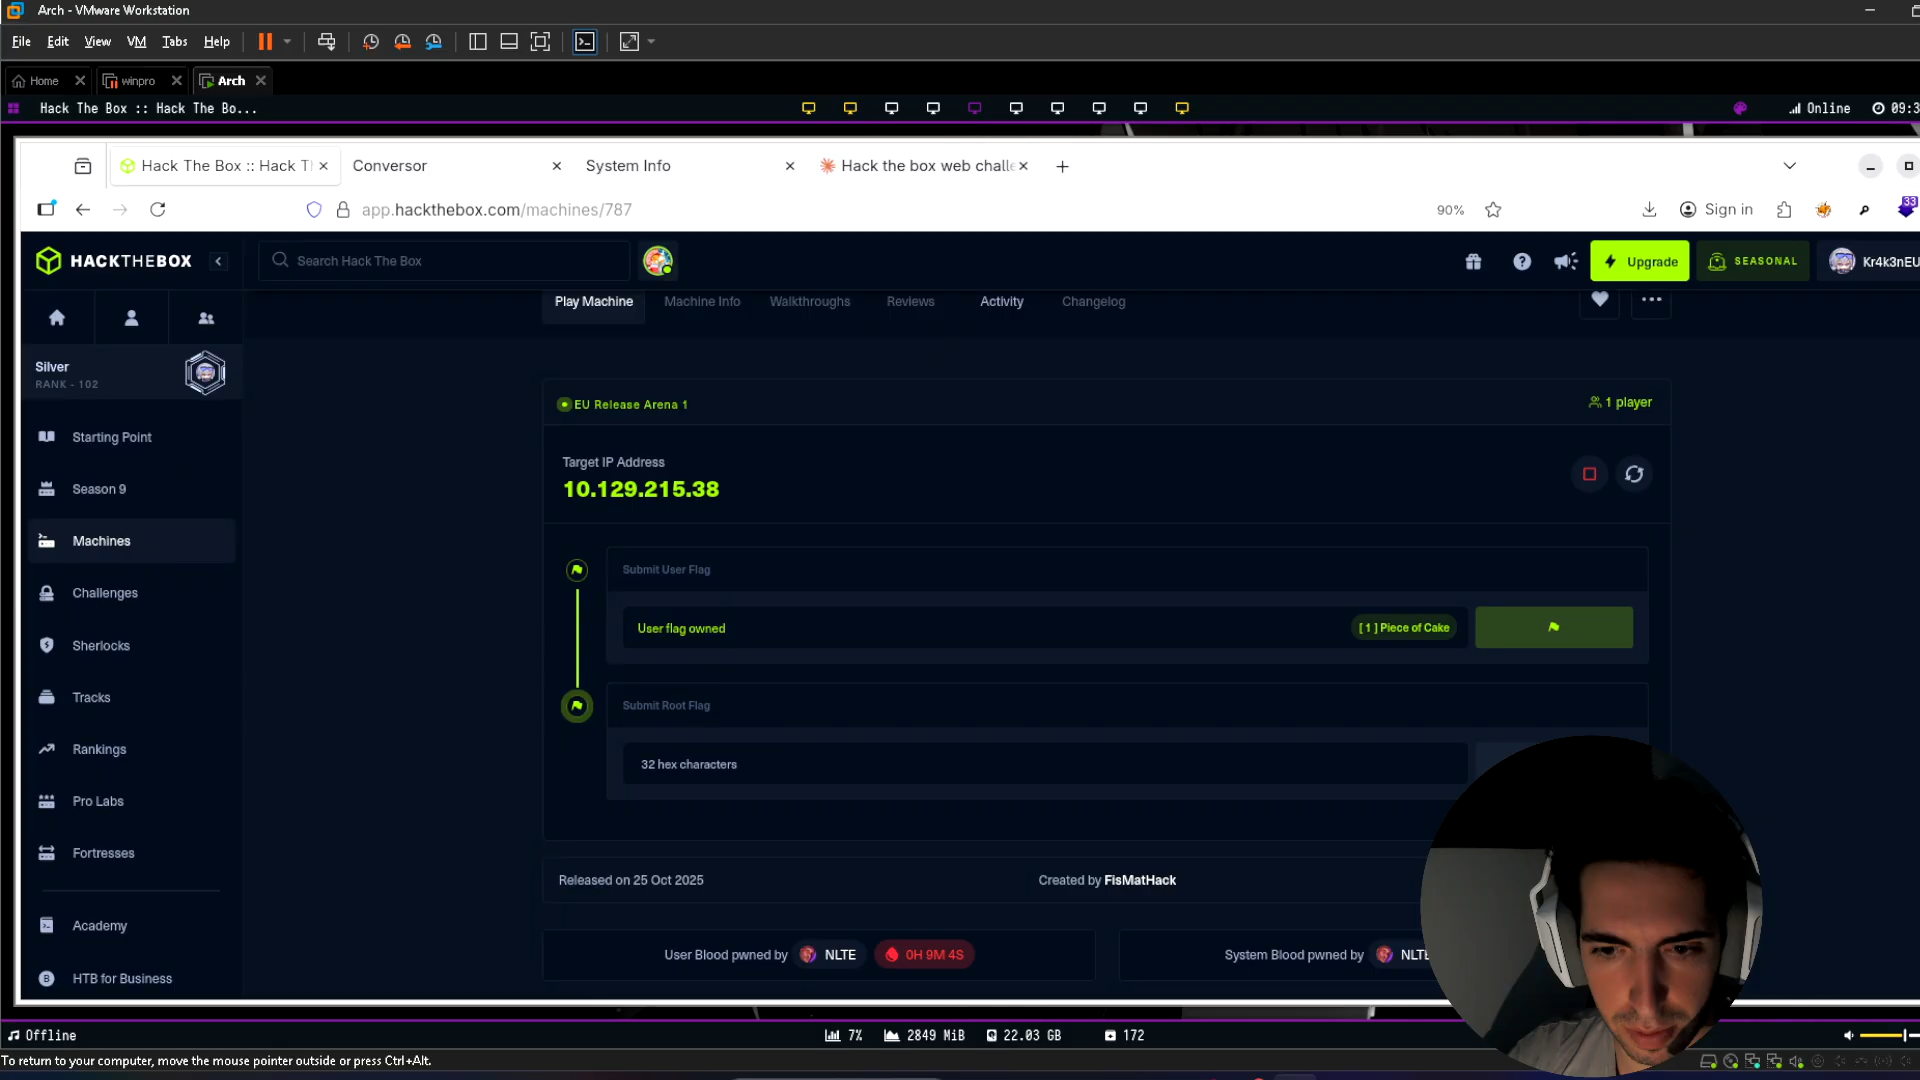 Arch - VMware Workstation
File Edit View VM Tabs Help
Home winpro Arch
Hack The Box :: Hack The Bo... Online 09:3
Hack The Box :: Hack T Conversor System Info Hack the box web chall
app.hackthebox.com/machines/787 90% Sign in 33
HACKTHEBOX Search Hack The Box Upgrade SEASONAL Kr4k3nEU
Play Machine Machine Info Walkthroughs Reviews Activity Changelog
Silver
RANK - 102
EU Release Arena 1 1 player
Starting Point
Target IP Address
10.129.215.38
Season 9
Machines
Submit User Flag
Challenges
User flag owned [ 1 ] Piece of Cake
Sherlocks
Tracks
Submit Root Flag
Rankings
32 hex characters
Pro Labs
Fortresses
Released on 25 Oct 2025 Created by FisMatHack
Academy
User Blood pwned by NLTE 0H 9M 4S System Blood pwned by NLTE
HTB for Business
Offline 7% 2849 MiB 22.03 GB 172
To return to your computer, move the mouse pointer outside or press Ctrl+Alt.